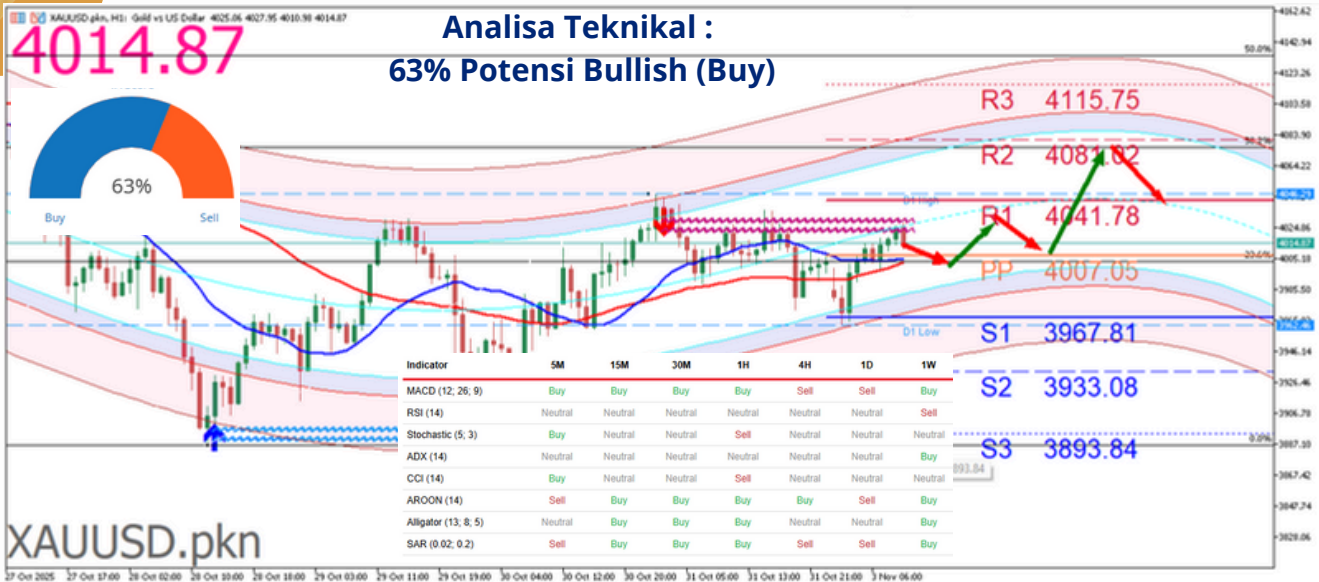 XAUUSD.pkn, H1: Gold vs US Dollar 4025.06 4027.95 4010.98 4014.87
4014.87
Analisa Teknikal :
63% Potensi Bullish (Buy)
63%
Buy Sell
4162.62
4142.94
4123.26
4103.58
4083.90
4064.22
4046.29
4024.86
4014.87
4005.18
3985.50
3962.46
3946.14
3926.46
3906.78
3887.10
3867.42
3847.74
3828.06
50.0%
0.0%
D1 High
D1 Low
R3 4115.75
R2 4081.02
R1 4041.78
PP 4007.05
S1 3967.81
S2 3933.08
S3 3893.84
893.84
Indicator 5M 15M 30M 1H 4H 1D 1W
MACD (12; 26; 9) Buy Buy Buy Buy Sell Sell Buy
RSI (14) Neutral Neutral Neutral Neutral Neutral Neutral Sell
Stochastic (5; 3) Buy Neutral Neutral Sell Neutral Neutral Neutral
ADX (14) Neutral Neutral Neutral Neutral Neutral Neutral Buy
CCI (14) Buy Neutral Neutral Sell Neutral Neutral Neutral
AROON (14) Sell Buy Buy Buy Buy Sell Buy
Alligator (13; 8; 5) Neutral Buy Buy Buy Neutral Neutral Buy
SAR (0.02; 0.2) Sell Buy Buy Buy Sell Sell Buy
XAUUSD.pkn
27 Oct 2025 27 Oct 17:00 28 Oct 02:00 28 Oct 10:00 28 Oct 18:00 29 Oct 03:00 29 Oct 11:00 29 Oct 19:00 30 Oct 04:00 30 Oct 12:00 30 Oct 20:00 31 Oct 05:00 31 Oct 13:00 31 Oct 21:00 3 Nov 06:00